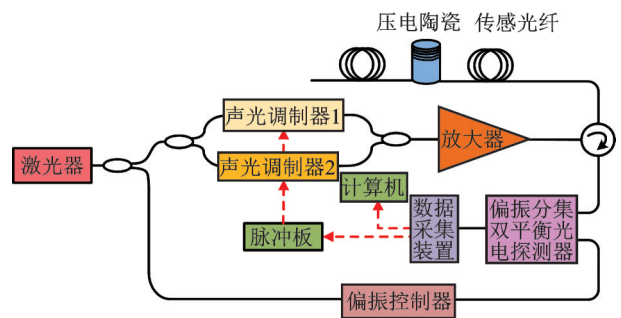 压电陶瓷 传感光纤
声光调制器1
放大器
激光器
声光调制器2
计算机
数据
采集
装置
偏振分集
双平衡光
电探测器
脉冲板
偏振控制器